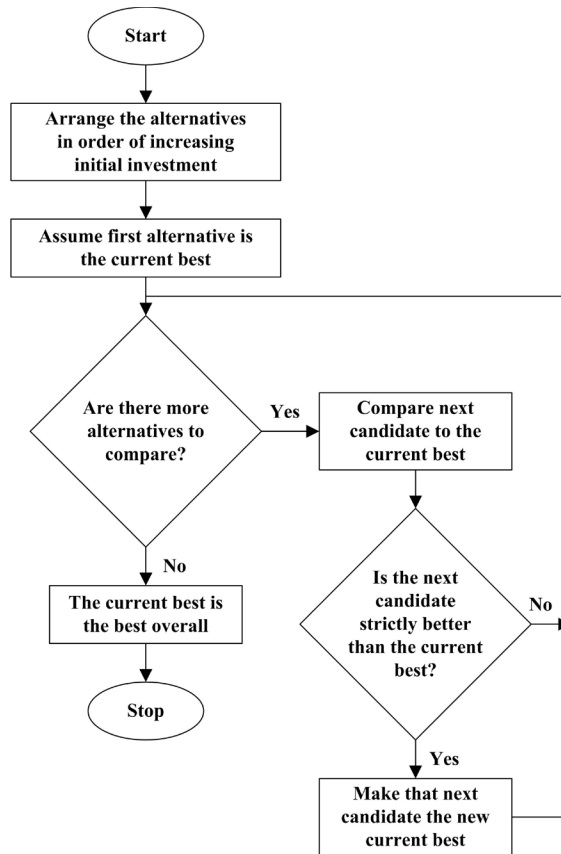 Start
Arrange the alternatives
in order of increasing
initial investment
Assume first alternative is
the current best
Are there more
alternatives to
compare?
Yes
Compare next
candidate to the
current best
No
The current best is
the best overall
Stop
Is the next
candidate
strictly better
than the current
best?
No
Yes
Make that next
candidate the new
current best